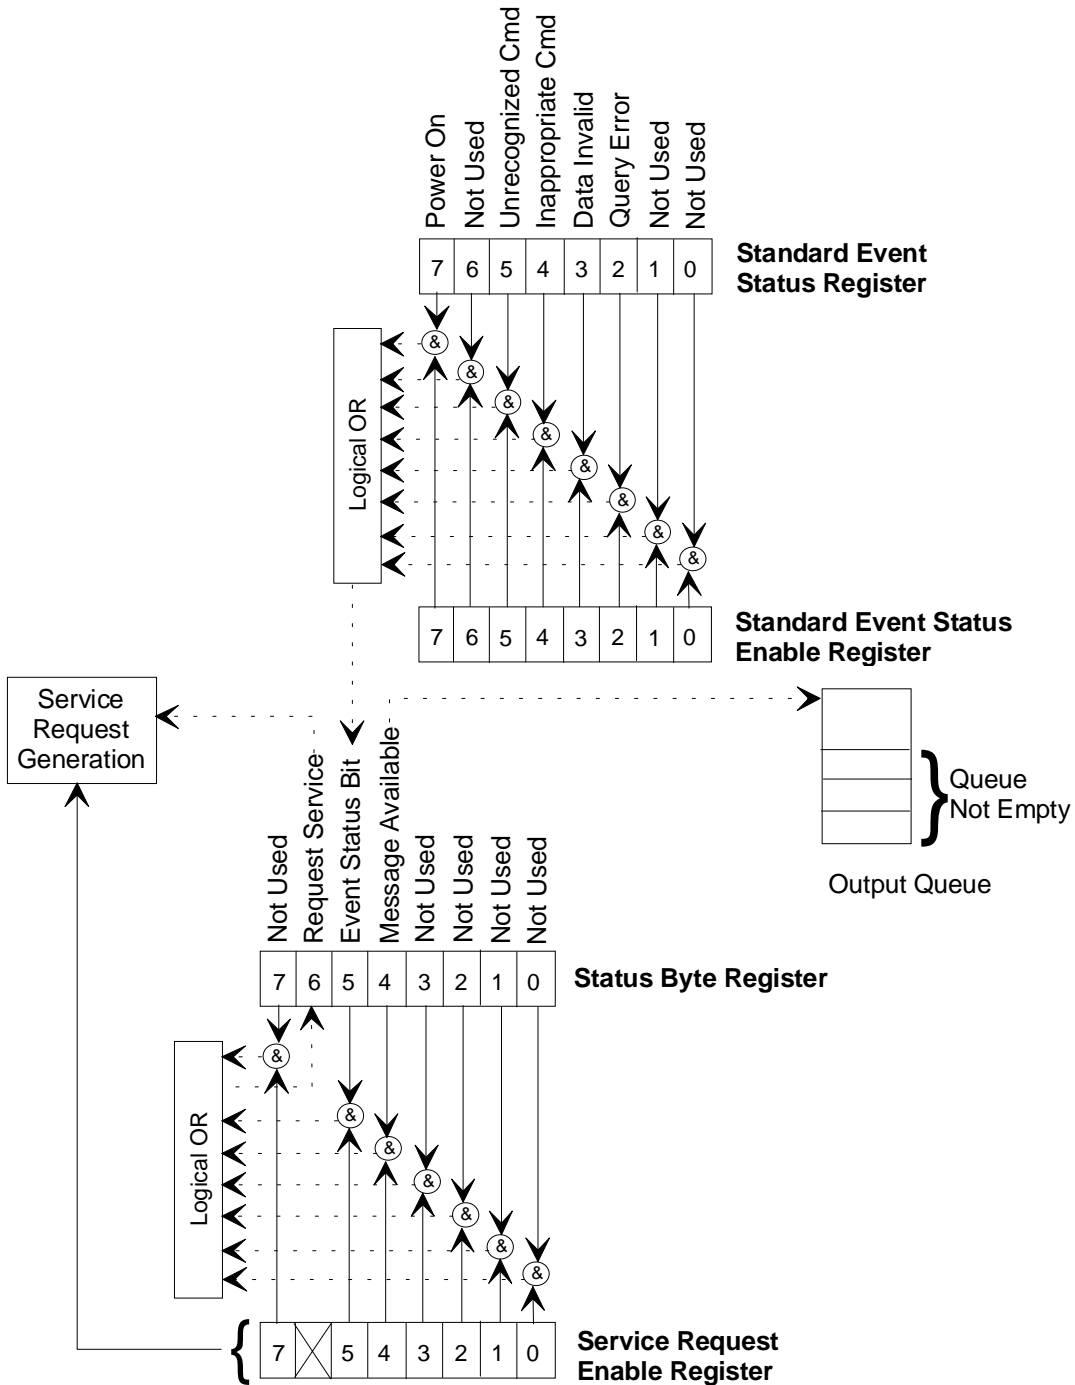 Power On
Not Used
Unrecognized Cmd
Inappropriate Cmd
Data Invalid
Query Error
Not Used
Not Used
7 6 5 4 3 2 1 0
Standard Event
Status Register
&
&
&
&
&
&
&
&
Logical OR
7 6 5 4 3 2 1 0
Standard Event Status
Enable Register
Service
Request
Generation
Queue
Not Empty
Output Queue
Not Used
Request Service
Event Status Bit
Message Available
Not Used
Not Used
Not Used
Not Used
7 6 5 4 3 2 1 0
Status Byte Register
&
&
&
&
&
&
&
Logical OR
7 5 4 3 2 1 0
Service Request
Enable Register